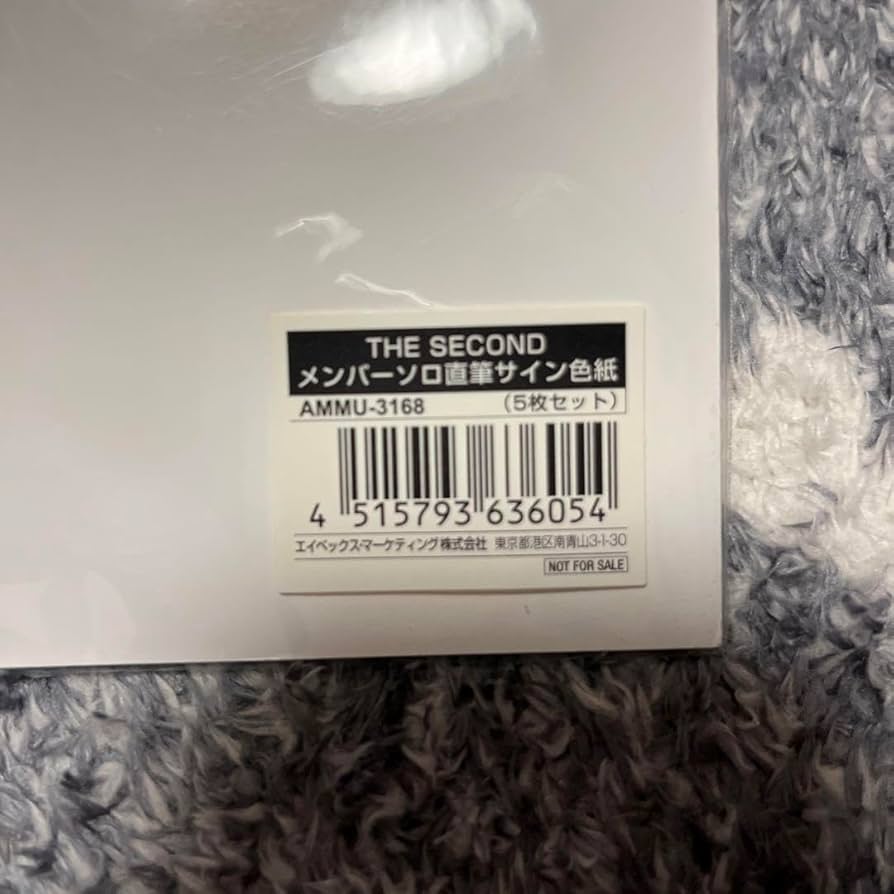 THE SECOND
メンバーソロ直筆サイン色紙
AMMU-3168 （5枚セット）
4 515793 636054
エイベックス・マーケティング株式会社 東京都港区南青山3-1-30
NOT FOR SALE